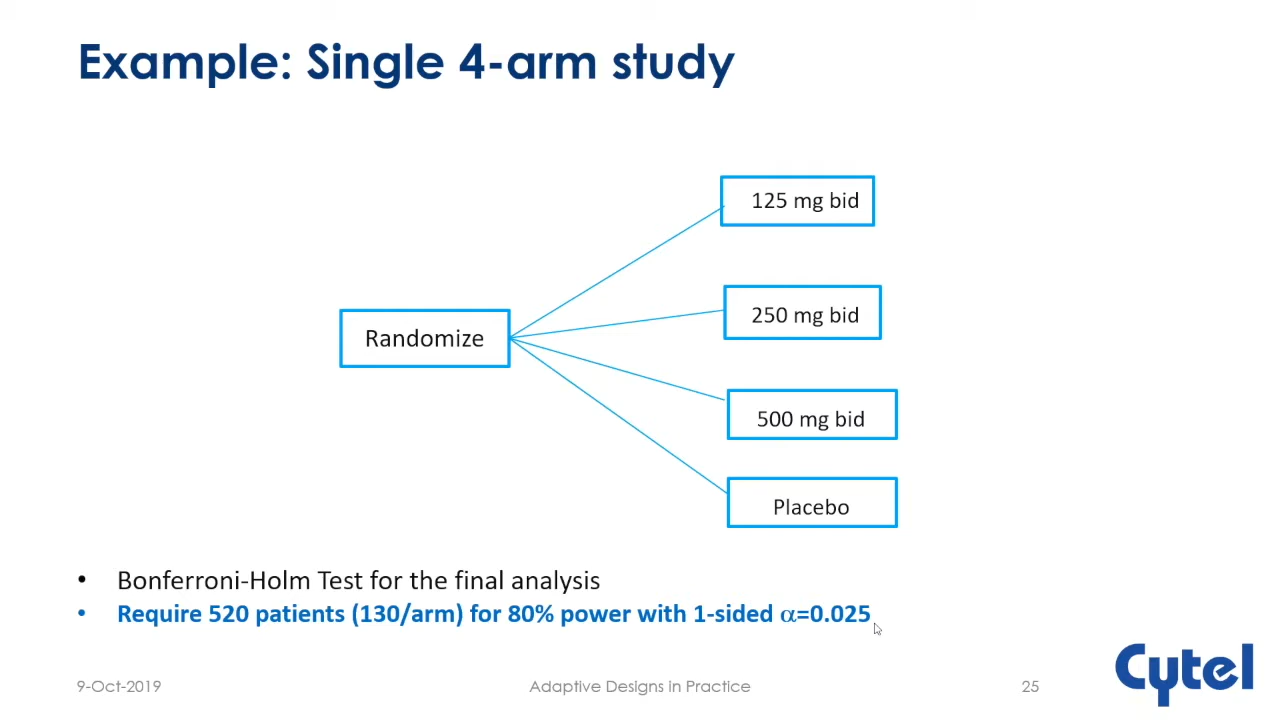 Example: Single 4-arm study
125 mg bid
250 mg bid
Randomize
500 mg bid
Placebo
• Bonferroni-Holm Test for the final analysis
• Require 520 patients (130/arm) for 80% power with 1-sided α=0.025
9-Oct-2019
Adaptive Designs in Practice
25
Cytel